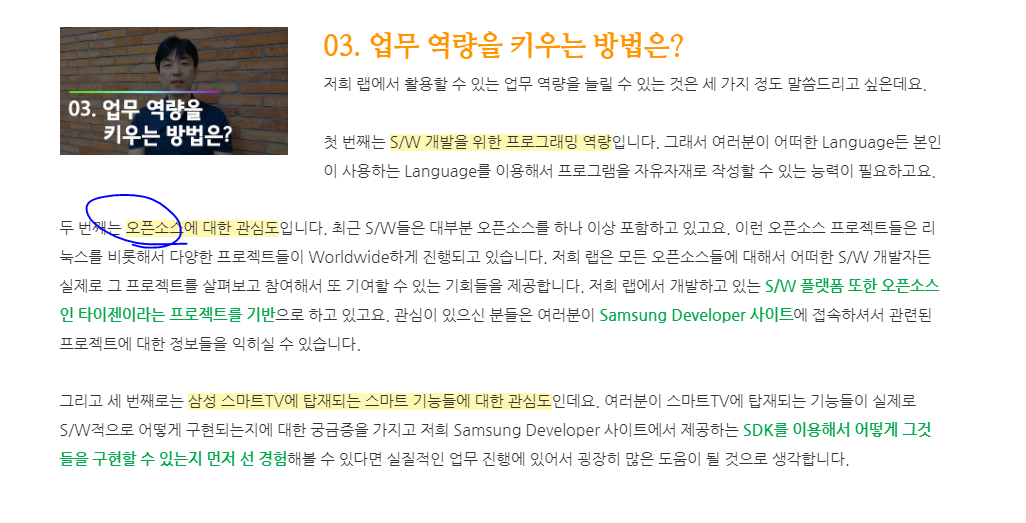 03. 업무 역량을
키우는 방법은?
03. 업무 역량을 키우는 방법은?
저희 랩에서 활용할 수 있는 업무 역량을 늘릴 수 있는 것은 세 가지 정도 말씀드리고 싶은데요.
첫 번째는 S/W 개발을 위한 프로그래밍 역량입니다. 그래서 여러분이 어떠한 Language든 본인
이 사용하는 Language를 이용해서 프로그램을 자유자재로 작성할 수 있는 능력이 필요하고요.
두 번째는 오픈소스에 대한 관심도입니다. 최근 S/W들은 대부분 오픈소스를 하나 이상 포함하고 있고요. 이런 오픈소스 프로젝트들은 리
눅스를 비롯해서 다양한 프로젝트들이 Worldwide하게 진행되고 있습니다. 저희 랩은 모든 오픈소스들에 대해서 어떠한 S/W 개발자든
실제로 그 프로젝트를 살펴보고 참여해서 또 기여할 수 있는 기회들을 제공합니다. 저희 랩에서 개발하고 있는 S/W 플랫폼 또한 오픈소스
인 타이젠이라는 프로젝트를 기반으로 하고 있고요. 관심이 있으신 분들은 여러분이 Samsung Developer 사이트에 접속하셔서 관련된
프로젝트에 대한 정보들을 익히실 수 있습니다.
그리고 세 번째로는 삼성 스마트TV에 탑재되는 스마트 기능들에 대한 관심도인데요. 여러분이 스마트TV에 탑재되는 기능들이 실제로
S/W적으로 어떻게 구현되는지에 대한 궁금증을 가지고 저희 Samsung Developer 사이트에서 제공하는 SDK를 이용해서 어떻게 그것
들을 구현할 수 있는지 먼저 선 경험해볼 수 있다면 실질적인 업무 진행에 있어서 굉장히 많은 도움이 될 것으로 생각합니다.